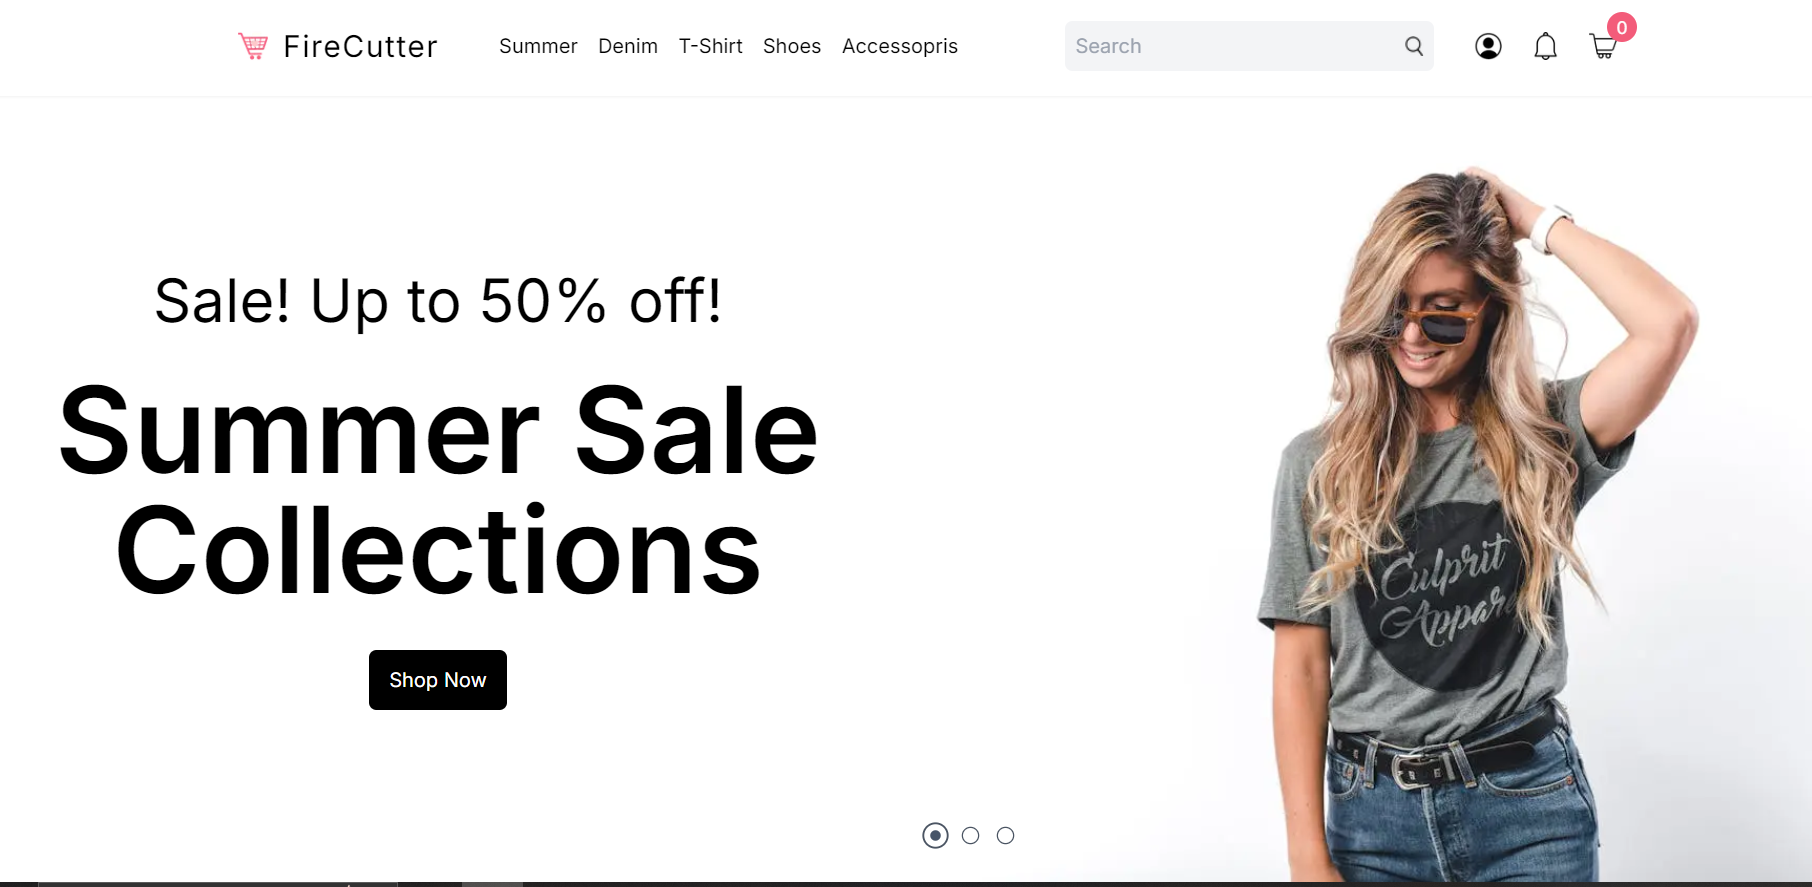 FireCutter
Summer Denim T-Shirt Shoes Accessopris
Search
0
Sale! Up to 50% off!
Summer Sale
Collections
Shop Now
Culprit
Appare